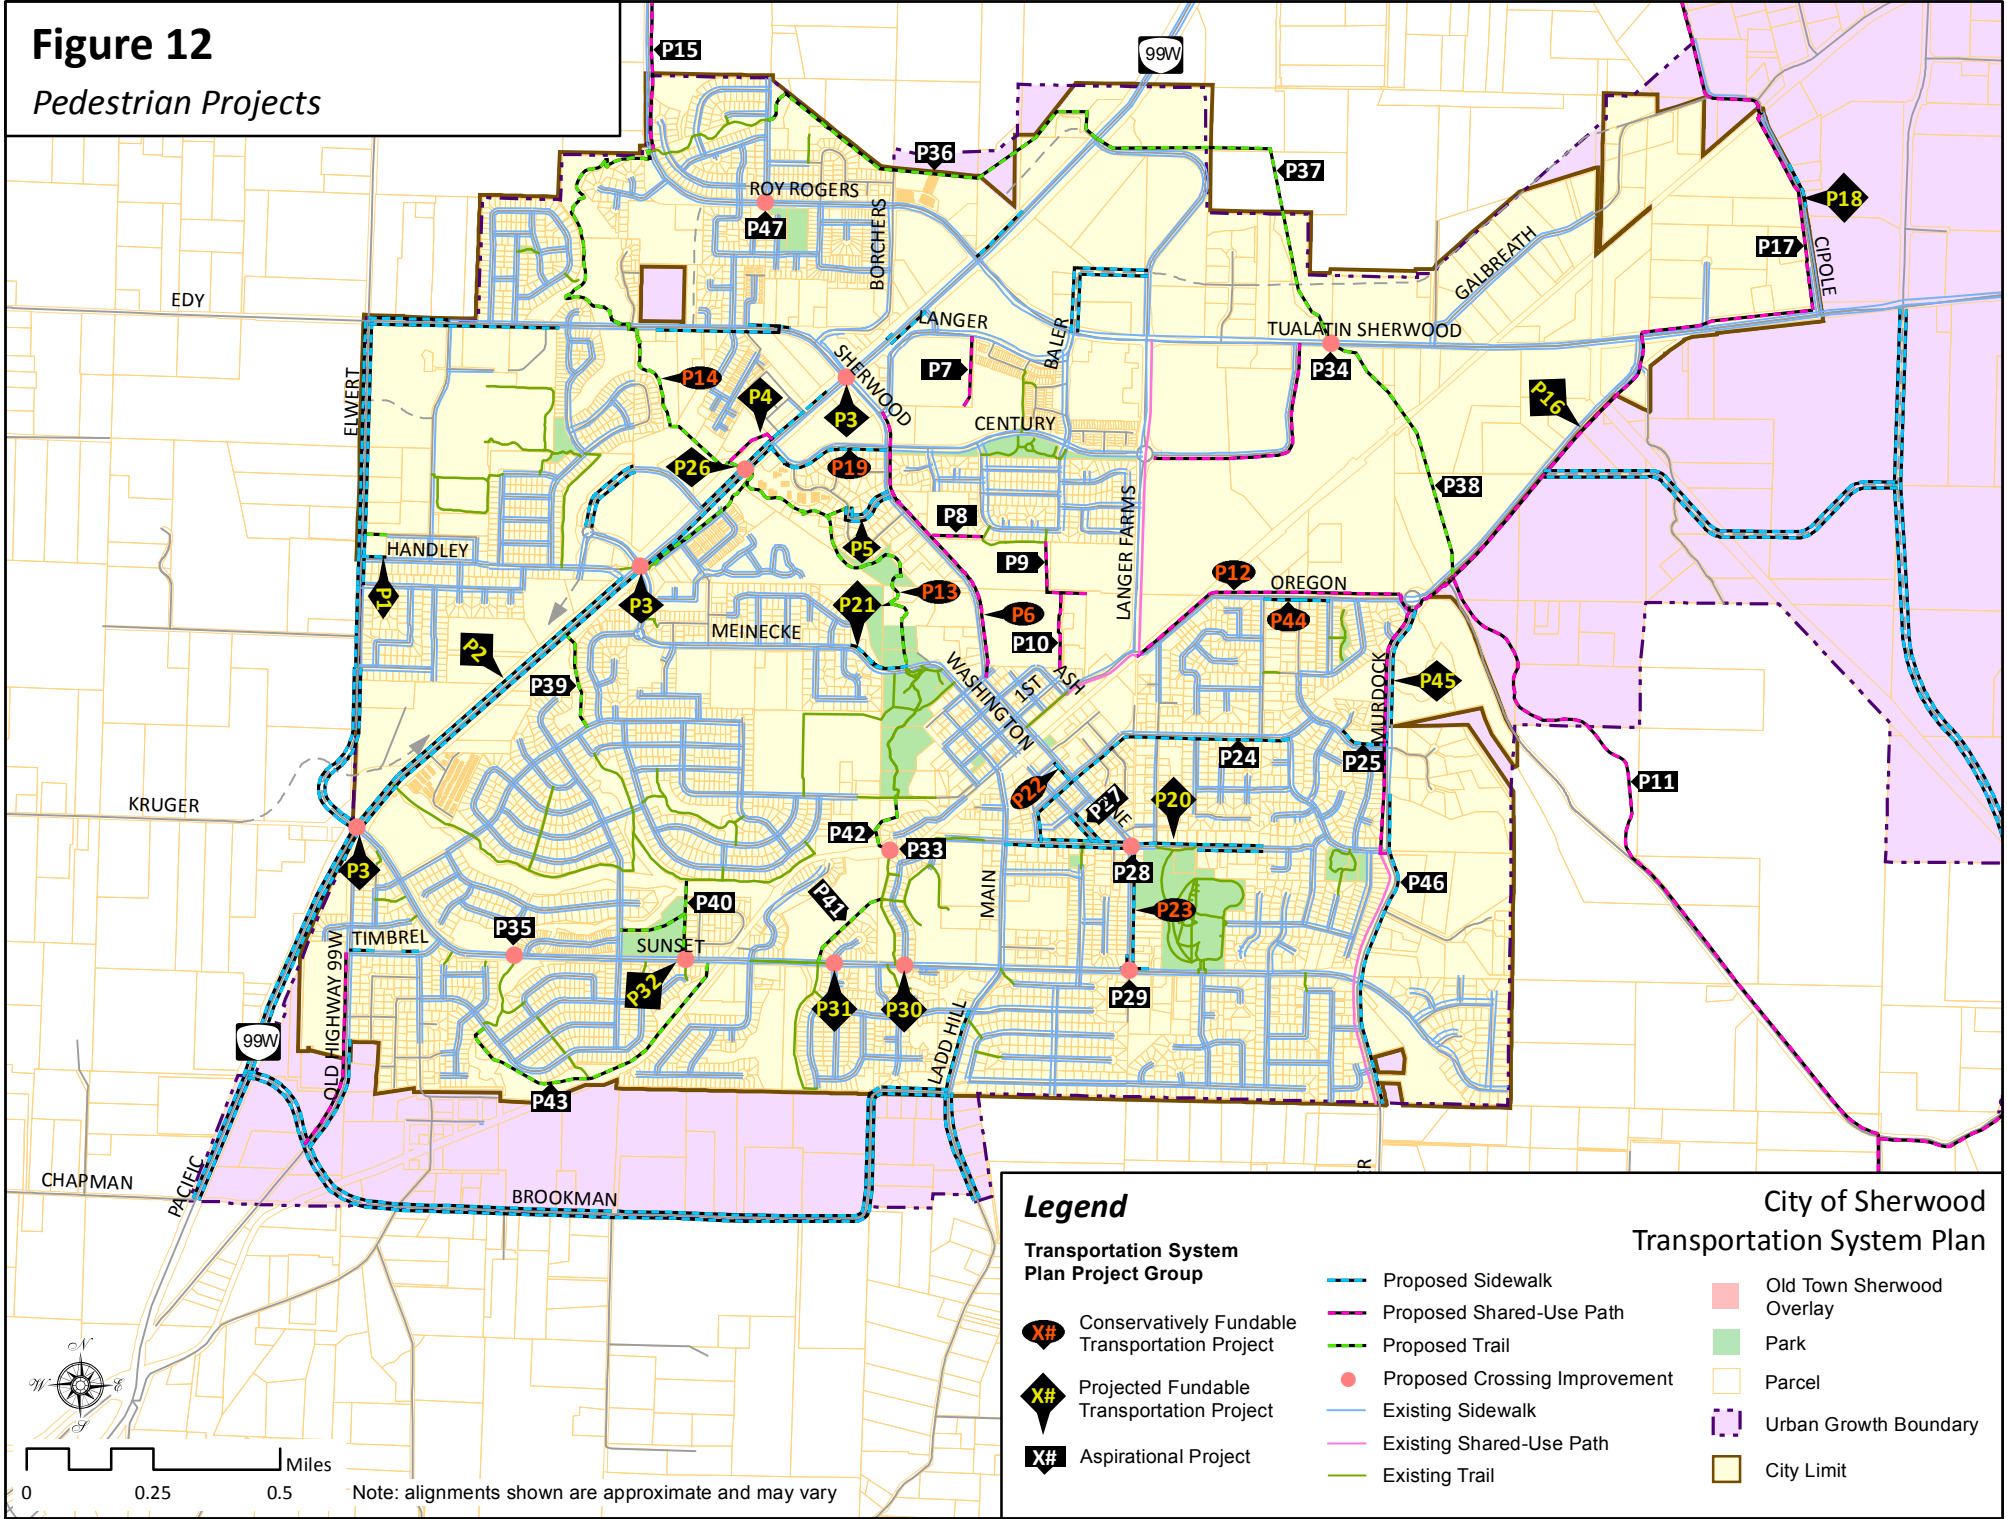 Figure 12
Pedestrian Projects
P15
99W
P36
P37
ROY ROGERS
P47
BORCHERS
P18
P17
CIPOLE
GALBREATH
EDY
LANGER
BALER
TUALATIN SHERWOOD
P34
ELWERT
SHERWOOD
P7
P14
P4
P3
CENTURY
P16
P26
P19
P38
P8
LANGER FARMS
HANDLEY
P5
P9
P1
P12
OREGON
P3
P21
P13
P6
P44
MEINECKE
P10
P2
P39
WASHINGTON
1ST
ASH
MURDOCK
P45
P24
P25
P11
KRUGER
P22
P27
NE
P20
P42
P33
P3
P28
P46
P40
P41
MAIN
P23
TIMBREL
P35
SUNSET
OLD HIGHWAY 99W
P32
P31
P30
P29
99W
LADD HILL
P43
CHAPMAN
PACIFIC
BROOKMAN
ER
Legend
Transportation System
Plan Project Group
X#
Conservatively Fundable
Transportation Project
X#
Projected Fundable
Transportation Project
X#
Aspirational Project
Proposed Sidewalk
Proposed Shared-Use Path
Proposed Trail
Proposed Crossing Improvement
Existing Sidewalk
Existing Shared-Use Path
Existing Trail
City of Sherwood
Transportation System Plan
Old Town Sherwood
Overlay
Park
Parcel
Urban Growth Boundary
City Limit
N
W
E
S
Miles
0
0.25
0.5
Note: alignments shown are approximate and may vary